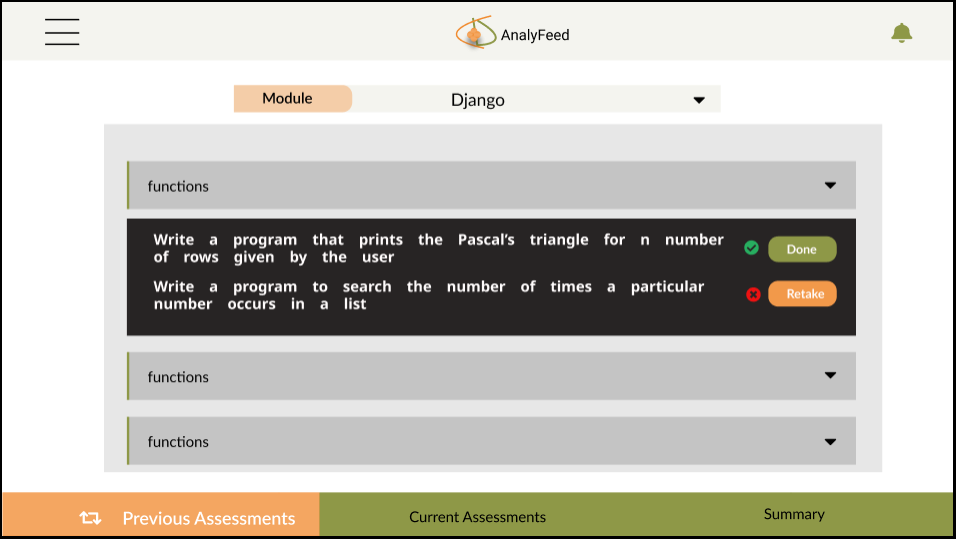 AnalyFeed
Module
Django
functions
Write a program that prints the Pascal's triangle for n number
of rows given by the user
Done
Write a program to search the number of times a particular
number occurs in a list
Retake
functions
functions
Previous Assessments
Current Assessments
Summary